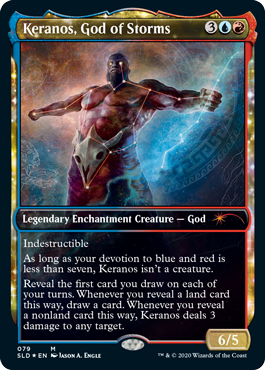 Keranos, God of Storms 3
Legendary Enchantment Creature — God
Indestructible
As long as your devotion to blue and red is
less than seven, Keranos isn't a creature.
Reveal the first card you draw on each of
your turns. Whenever you reveal a land card
this way, draw a card. Whenever you reveal
a nonland card this way, Keranos deals 3
damage to any target.
6/5
079 M
SLD ★ EN Jason A. Engle
™ & © 2020 Wizards of the Coast